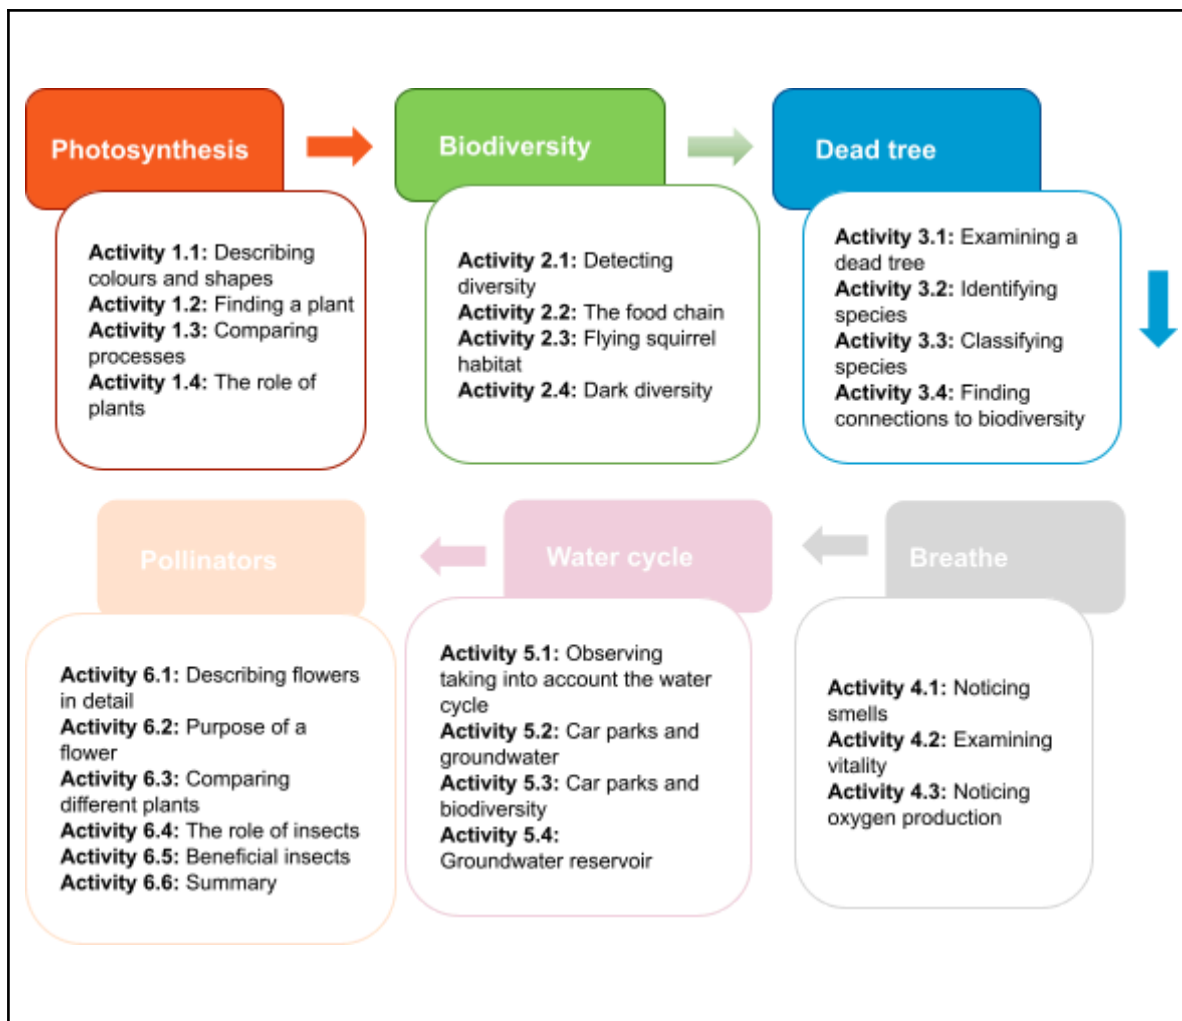 Photosynthesis
Activity 1.1: Describing
colours and shapes
Activity 1.2: Finding a plant
Activity 1.3: Comparing
processes
Activity 1.4: The role of
plants
Biodiversity
Activity 2.1: Detecting
diversity
Activity 2.2: The food chain
Activity 2.3: Flying squirrel
habitat
Activity 2.4: Dark diversity
Dead tree
Activity 3.1: Examining a
dead tree
Activity 3.2: Identifying
species
Activity 3.3: Classifying
species
Activity 3.4: Finding
connections to biodiversity
Breathe
Activity 4.1: Noticing
smells
Activity 4.2: Examining
vitality
Activity 4.3: Noticing
oxygen production
Water cycle
Activity 5.1: Observing
taking into account the water
cycle
Activity 5.2: Car parks and
groundwater
Activity 5.3: Car parks and
biodiversity
Activity 5.4:
Groundwater reservoir
Pollinators
Activity 6.1: Describing flowers
in detail
Activity 6.2: Purpose of a
flower
Activity 6.3: Comparing
different plants
Activity 6.4: The role of insects
Activity 6.5: Beneficial insects
Activity 6.6: Summary